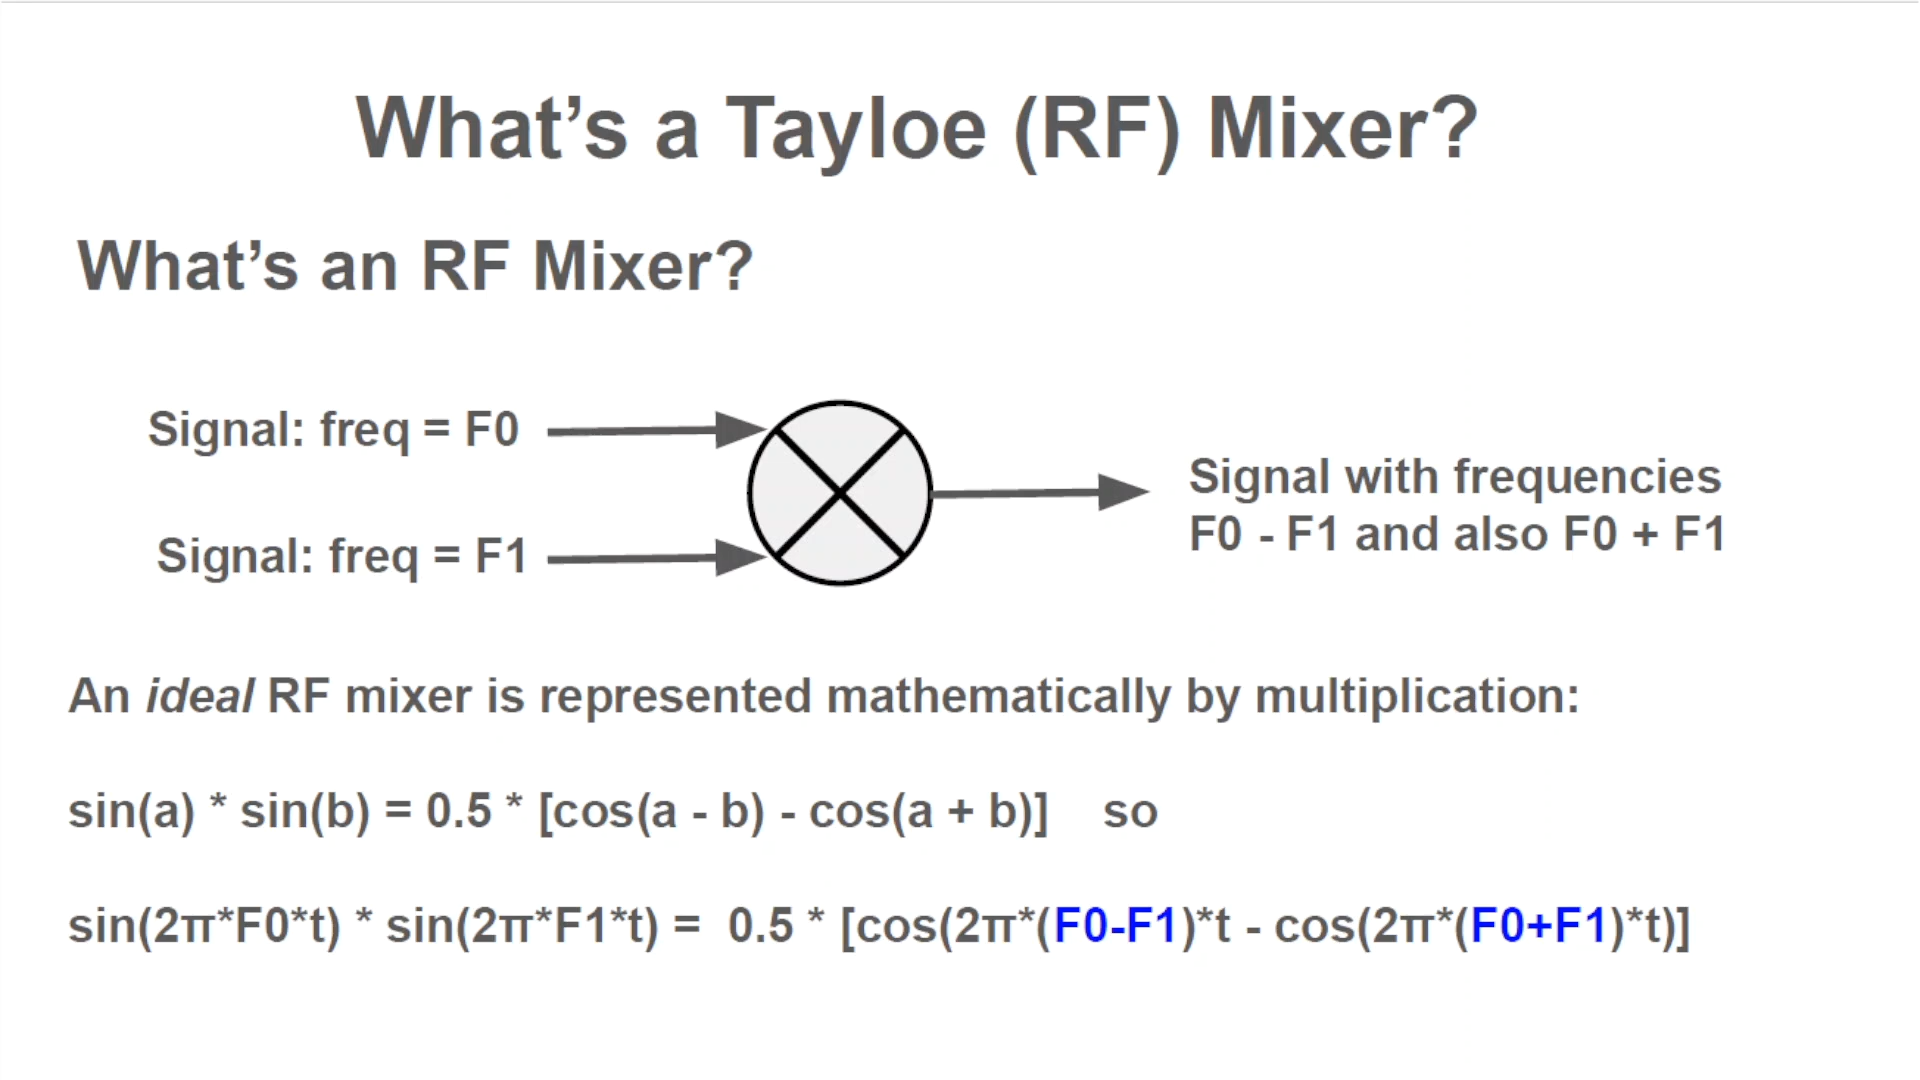 What’s a Tayloe (RF) Mixer?
What’s an RF Mixer?
Signal: freq = F0
Signal: freq = F1
Signal with frequencies
F0 - F1 and also F0 + F1
An ideal RF mixer is represented mathematically by multiplication:
sin(a) * sin(b) = 0.5 * [cos(a - b) - cos(a + b)] so
sin(2π*F0*t) * sin(2π*F1*t) = 0.5 * [cos(2π*(F0-F1)*t - cos(2π*(F0+F1)*t)]